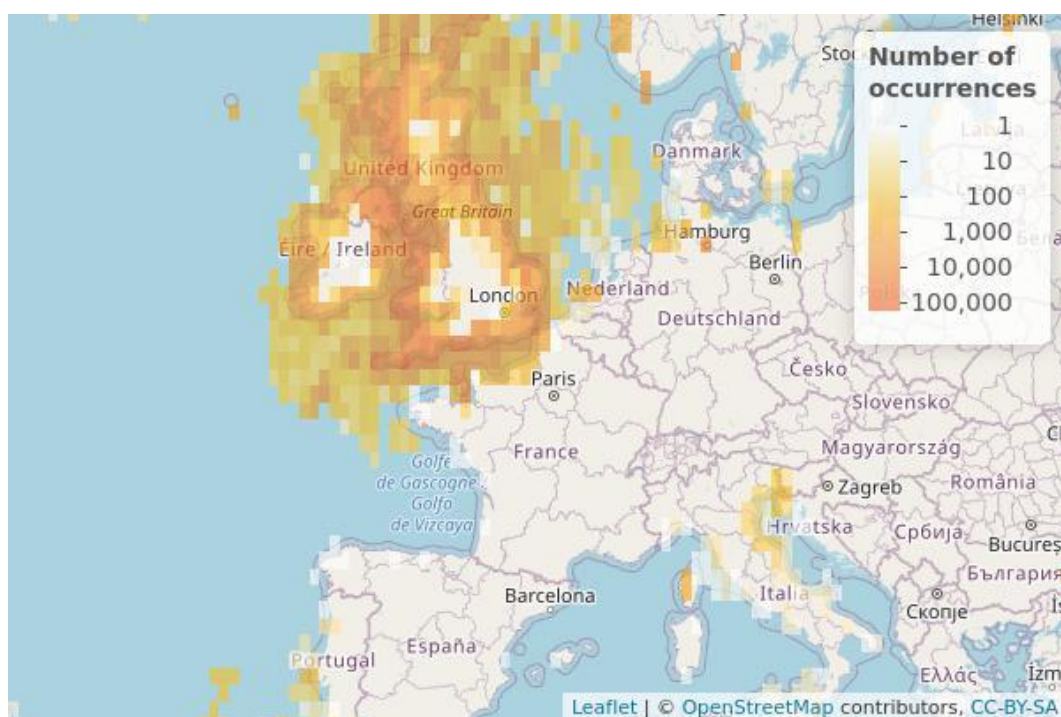 Helsinki
Number of
occurrences
1
10
100
1,000
10,000
100,000
Danmark
United Kingdom
Great Britain
Éire / Ireland
Hamburg
Berlin
London
Nederland
Deutschland
Paris
Česko
Slovensko
France
Magyarország
Golfe
de Gascogne
Golfo
de Vizcaya
România
Zagreb
Hrvatska
Србија
Bucureș
България
Barcelona
Italia
Скопје
España
Portugal
Ελλάς
İzm
Leaflet | © OpenStreetMap contributors, CC-BY-SA